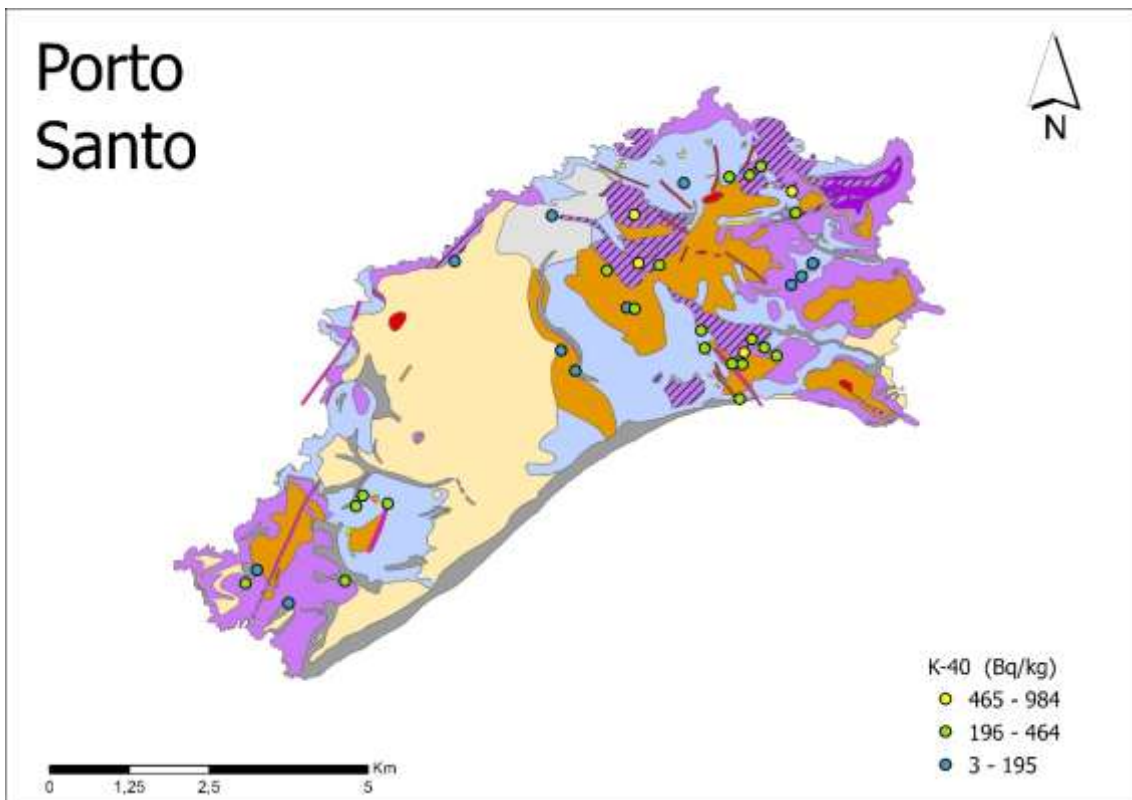 Porto
Santo
N
K-40 (Bq/kg)
465 - 984
196 - 464
3 - 195
Km
0 1,25 2,5 5